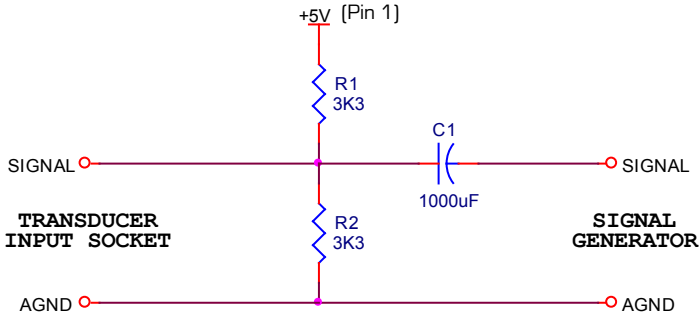 +5V (Pin 1)
R1
3K3
C1
SIGNAL
SIGNAL
1000uF
TRANSDUCER
INPUT SOCKET
R2
3K3
SIGNAL
GENERATOR
AGND
AGND